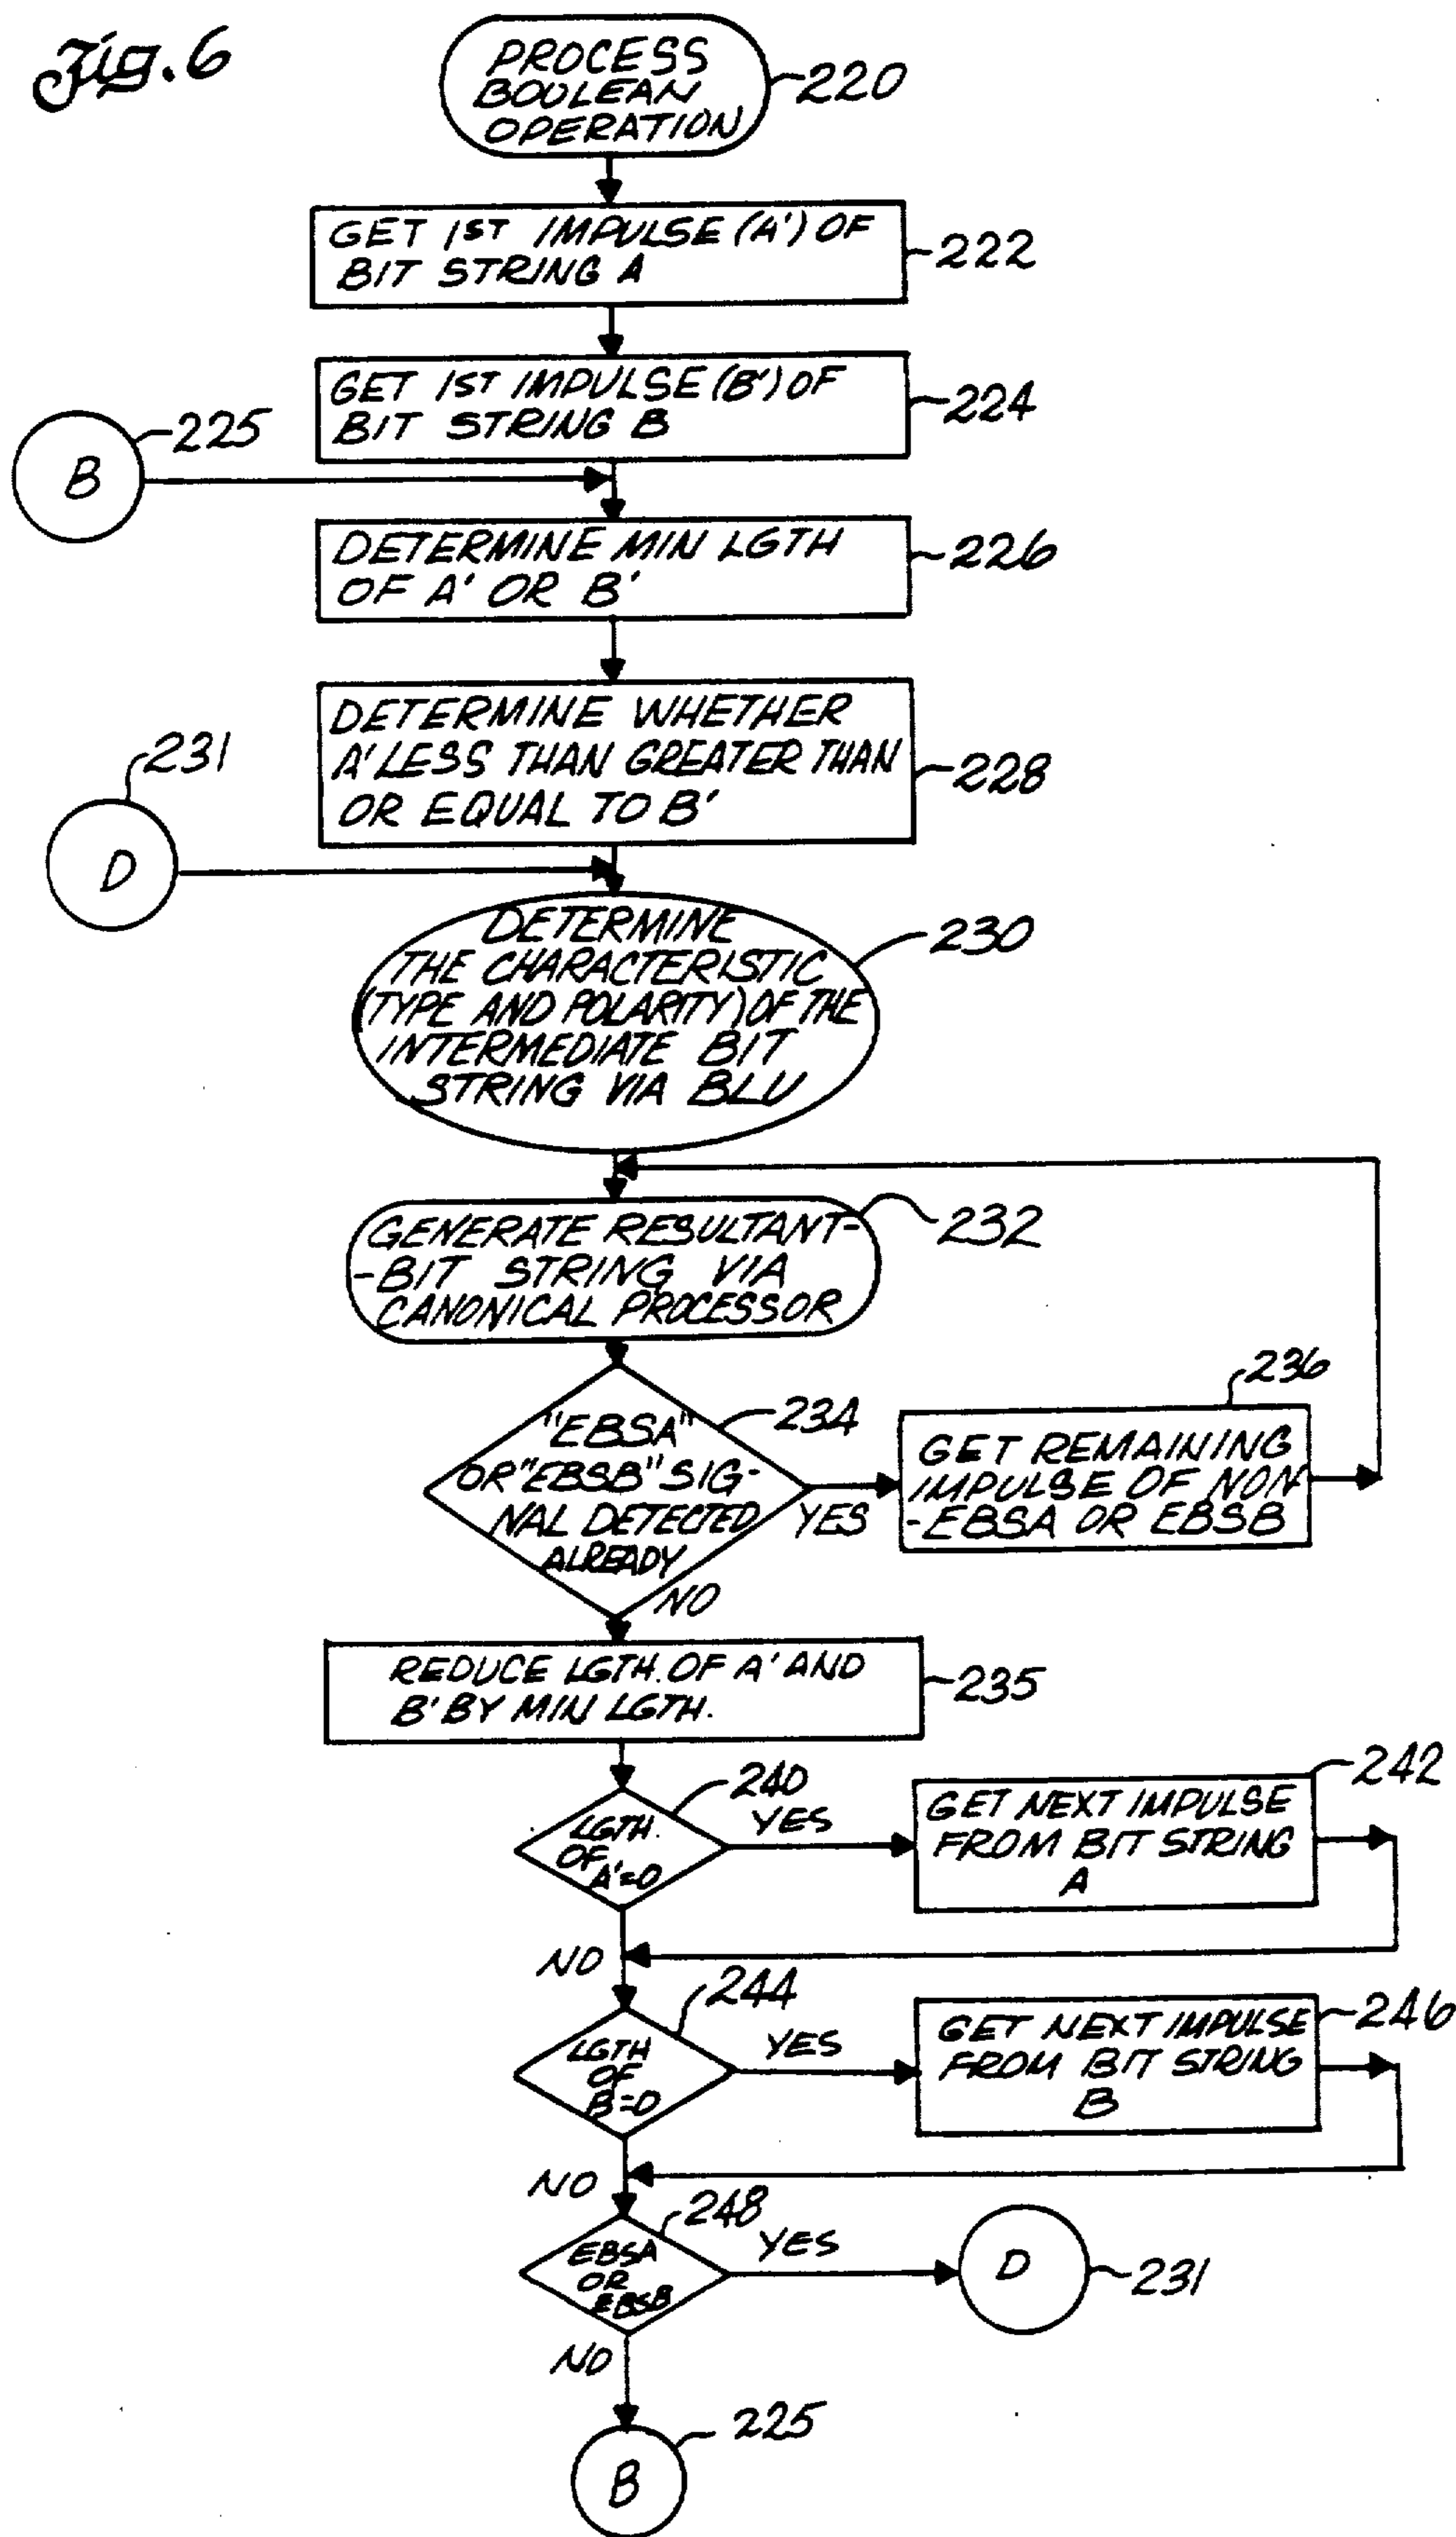 Fig. 6
PROCESS
BOOLEAN
OPERATION
220
GET 1ST IMPULSE (A') OF
BIT STRING A
222
GET 1ST IMPULSE (B') OF
BIT STRING B
224
225
B
DETERMINE MIN LGTH
OF A' OR B'
226
DETERMINE WHETHER
A' LESS THAN GREATER THAN
OR EQUAL TO B'
228
231
D
DETERMINE
THE CHARACTERISTIC
(TYPE AND POLARITY) OF THE
INTERMEDIATE BIT
STRING VIA BLU
230
GENERATE RESULTANT-
-BIT STRING VIA
CANONICAL PROCESSOR
232
"EBSA"
OR "EBSB" SIG-
NAL DETECTED
ALREADY
234
YES
236
GET REMAINING
IMPULSE OF NON
-EBSA OR EBSB
NO
REDUCE LGTH. OF A' AND
B' BY MIN LGTH.
235
240
LGTH.
OF
A'=0
YES
242
GET NEXT IMPULSE
FROM BIT STRING
A
NO
244
LGTH
OF
B=0
YES
246
GET NEXT IMPULSE
FROM BIT STRING
B
NO
248
EBSA
OR
EBSB
YES
D
231
NO
225
B